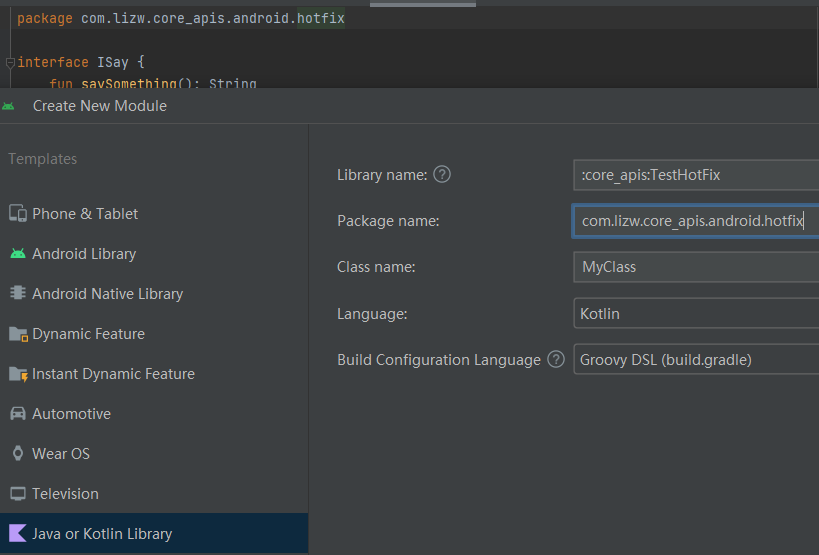 package com.lizw.core_apis.android.hotfix
interface ISay {
fun saySomething(): String
Create New Module
Templates
Phone & Tablet
Android Library
Android Native Library
Dynamic Feature
Instant Dynamic Feature
Automotive
Wear OS
Television
Java or Kotlin Library
Library name: ? :core_apis:TestHotFix
Package name: com.lizw.core_apis.android.hotfix
Class name: MyClass
Language: Kotlin
Build Configuration Language ? Groovy DSL (build.gradle)